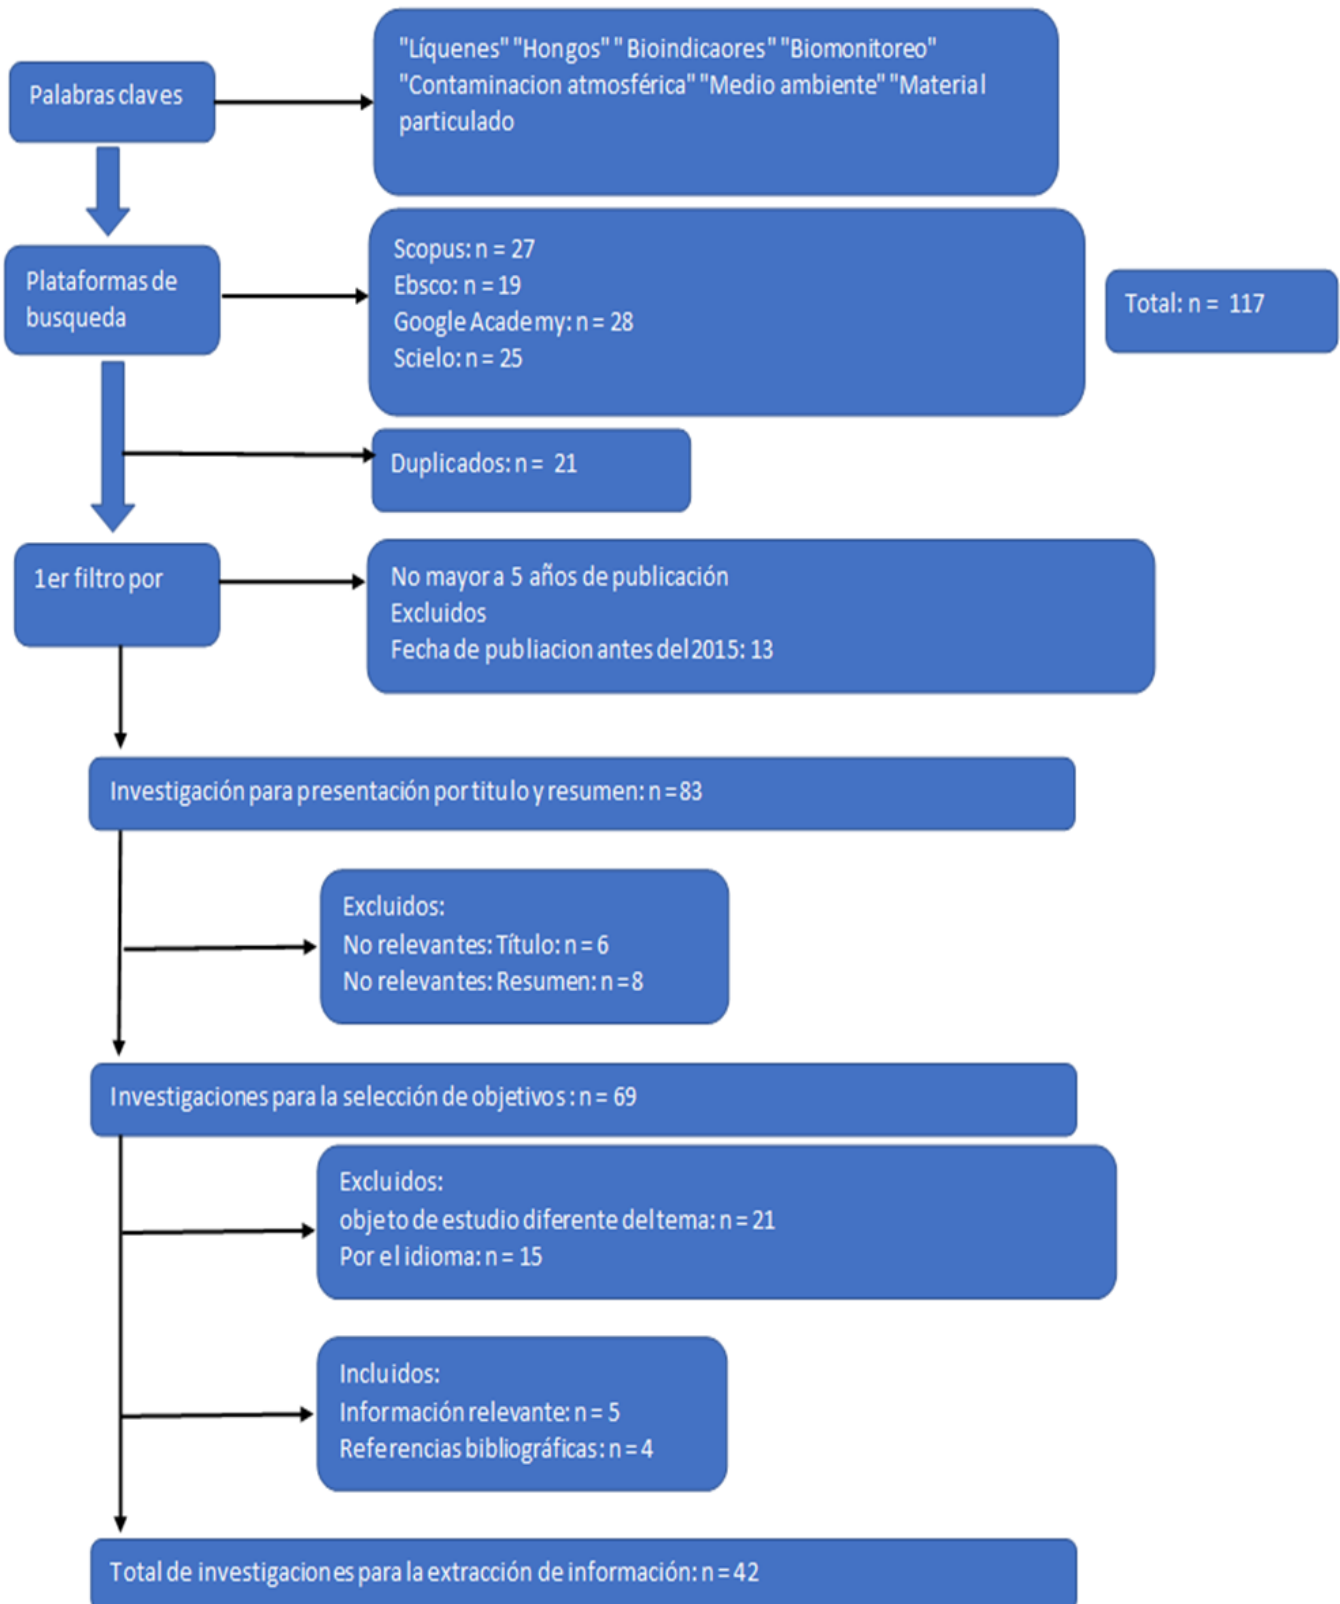 Palabras claves
"Líquenes" "Hongos" " Bioindicaores" "Biomonitoreo"
"Contaminacion atmosférica" "Medio ambiente" "Material
particulado
Plataformas de
busqueda
Scopus: n = 27
Ebsco: n = 19
Google Academy: n = 28
Scielo: n = 25
Total: n = 117
Duplicados: n = 21
1er filtro por
No mayor a 5 años de publicación
Excluidos
Fecha de publiacion antes del 2015: 13
Investigación para presentación por titulo y resumen: n = 83
Excluidos:
No relevantes: Título: n = 6
No relevantes: Resumen: n = 8
Investigaciones para la selección de objetivos : n = 69
Excluidos:
objeto de estudio diferente del tema: n = 21
Por el idioma: n = 15
Incluidos:
Información relevante: n = 5
Referencias bibliográficas: n = 4
Total de investigaciones para la extracción de información: n = 42